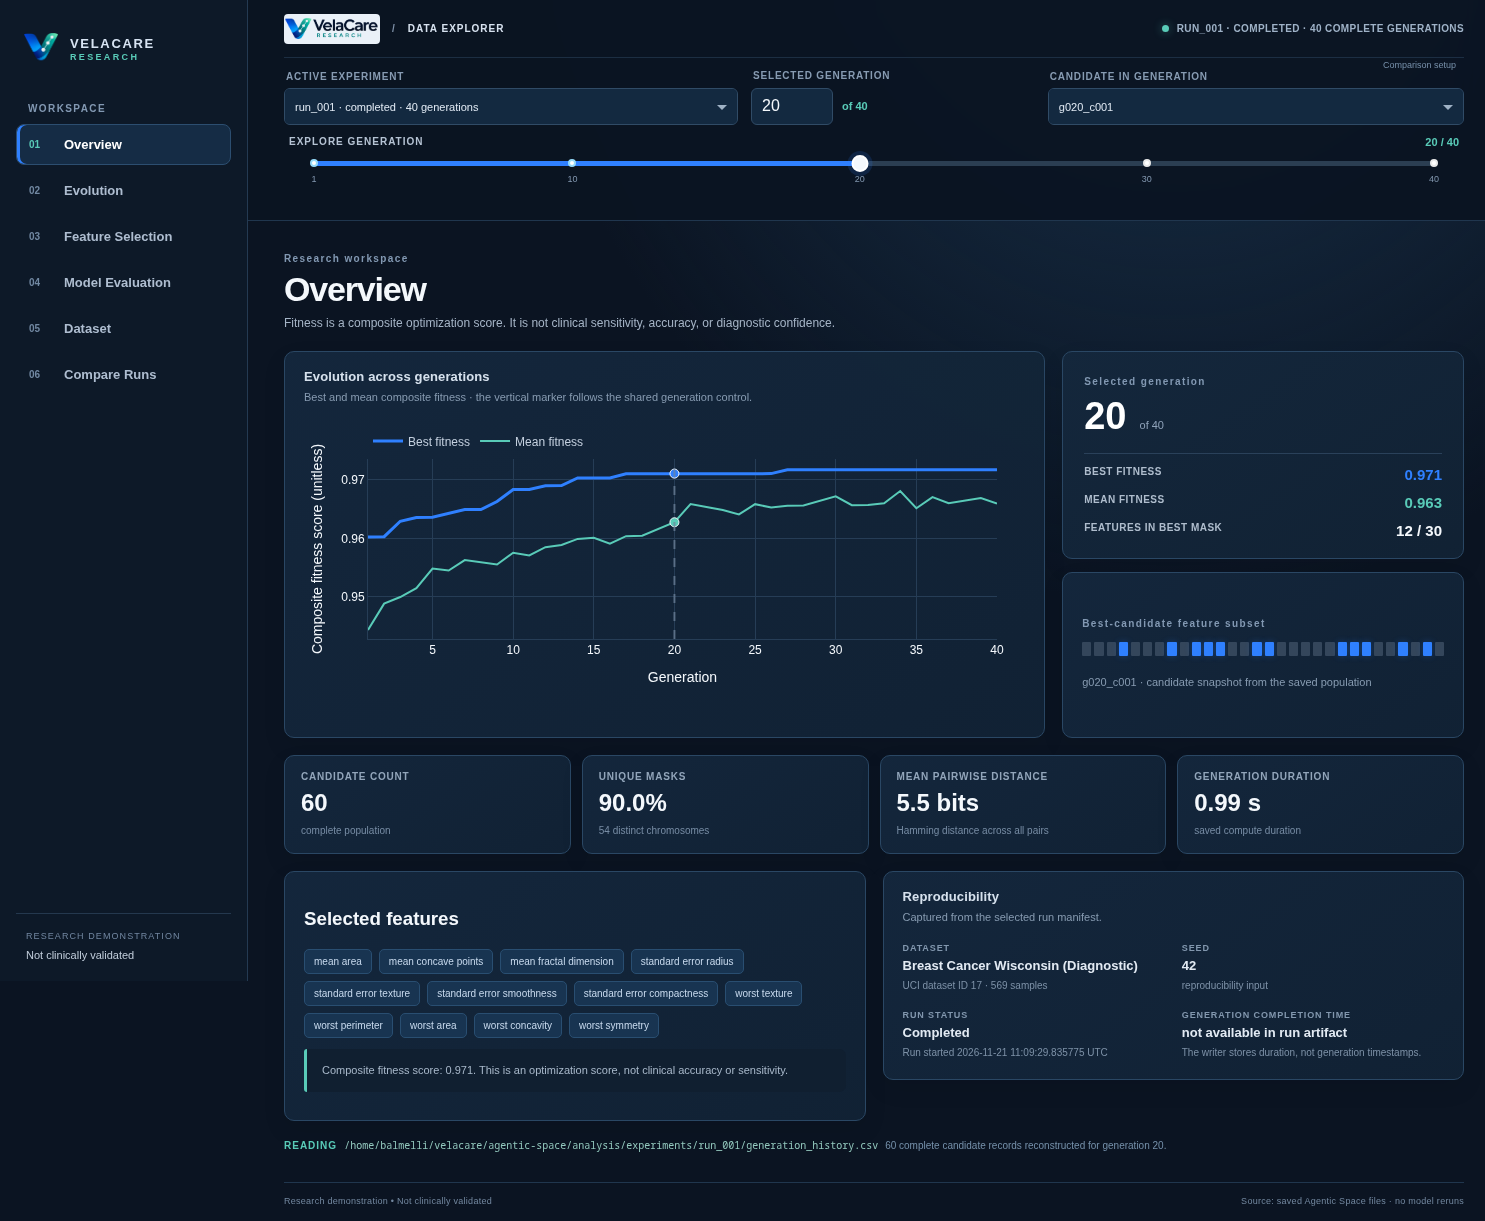 VELACARE
RESEARCH
WORKSPACE
01 Overview
02 Evolution
03 Feature Selection
04 Model Evaluation
05 Dataset
06 Compare Runs
RESEARCH DEMONSTRATION
Not clinically validated
VelaCare
RESEARCH
/ DATA EXPLORER
RUN_001 · COMPLETED · 40 COMPLETE GENERATIONS
Comparison setup
ACTIVE EXPERIMENT
run_001 · completed · 40 generations
SELECTED GENERATION
20 of 40
CANDIDATE IN GENERATION
g020_c001
EXPLORE GENERATION
20 / 40
1 10 20 30 40
Research workspace
Overview
Fitness is a composite optimization score. It is not clinical sensitivity, accuracy, or diagnostic confidence.
Evolution across generations
Best and mean composite fitness · the vertical marker follows the shared generation control.
Best fitness Mean fitness
Composite fitness score (unitless)
0.97
0.96
0.95
5 10 15 20 25 30 35 40
Generation
Selected generation
20 of 40
BEST FITNESS 0.971
MEAN FITNESS 0.963
FEATURES IN BEST MASK 12 / 30
Best-candidate feature subset
g020_c001 · candidate snapshot from the saved population
CANDIDATE COUNT
60
complete population
UNIQUE MASKS
90.0%
54 distinct chromosomes
MEAN PAIRWISE DISTANCE
5.5 bits
Hamming distance across all pairs
GENERATION DURATION
0.99 s
saved compute duration
Selected features
mean area mean concave points mean fractal dimension standard error radius
standard error texture standard error smoothness standard error compactness worst texture
worst perimeter worst area worst concavity worst symmetry
Composite fitness score: 0.971. This is an optimization score, not clinical accuracy or sensitivity.
Reproducibility
Captured from the selected run manifest.
DATASET
Breast Cancer Wisconsin (Diagnostic)
UCI dataset ID 17 · 569 samples
SEED
42
reproducibility input
RUN STATUS
Completed
Run started 2026-11-21 11:09:29.835775 UTC
GENERATION COMPLETION TIME
not available in run artifact
The writer stores duration, not generation timestamps.
READING /home/balmelli/velacare/agentic-space/analysis/experiments/run_001/generation_history.csv 60 complete candidate records reconstructed for generation 20.
Research demonstration • Not clinically validated
Source: saved Agentic Space files · no model reruns